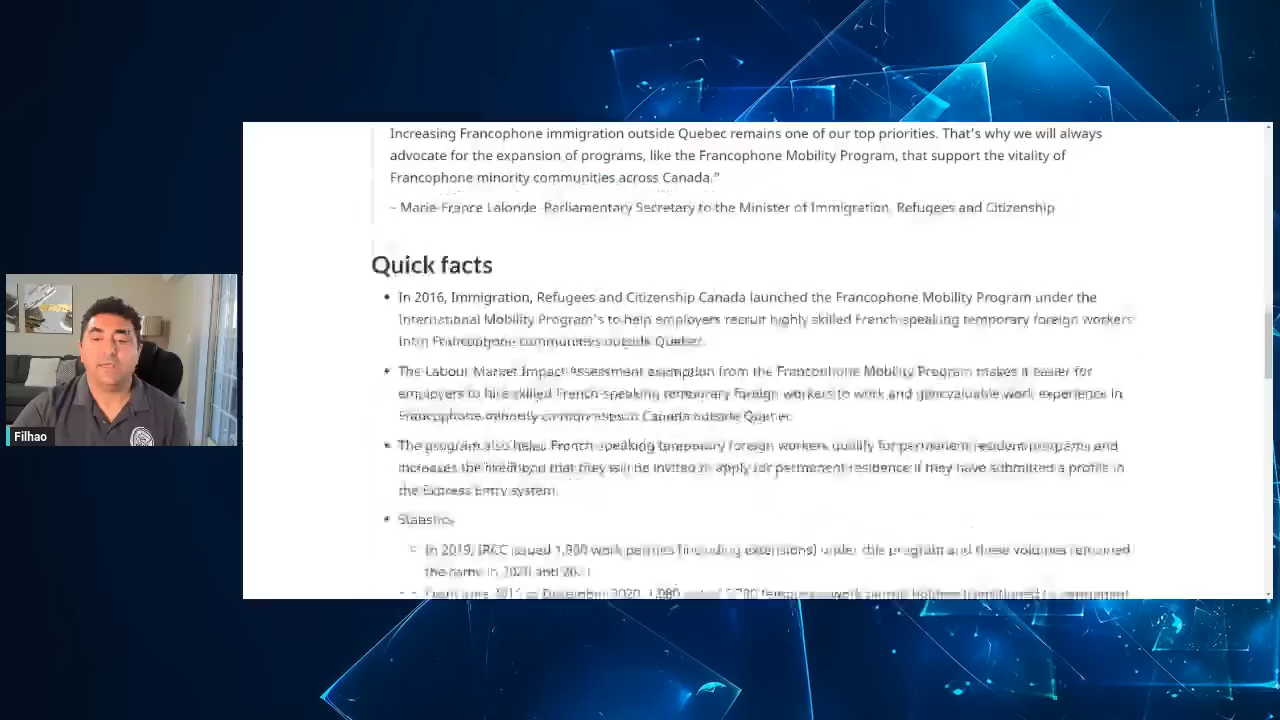 Increasing Francophone immigration outside Quebec remains one of our top priorities. That's why we will always
advocate for the expansion of programs, like the Francophone Mobility Program, that support the vitality of
Francophone minority communities across Canada.”
– Marie-France Lalonde Parliamentary Secretary to the Minister of Immigration, Refugees and Citizenship
Quick facts
• In 2016, Immigration, Refugees and Citizenship Canada launched the Francophone Mobility Program under the
International Mobility Program's to help employers recruit highly skilled French-speaking temporary foreign workers
into Francophone communities outside Quebec.
• The Labour Market Impact Assessment exemption from the Francophone Mobility Program makes it easier for
employers to hire skilled French-speaking temporary foreign workers to work and gain valuable work experience in
Francophone minority communities in Canada outside Quebec.
• The program also helps French-speaking temporary foreign workers qualify for permanent resident programs and
increases the likelihood that they will be invited to apply for permanent residence if they have submitted a profile in
the Express Entry system.
• Statistics
In 2019, IRCC issued work permits (including extensions) under this program and these volumes remained
the same in 2020 and
December 2020, work permit holders transitioned to permanent
Filhao